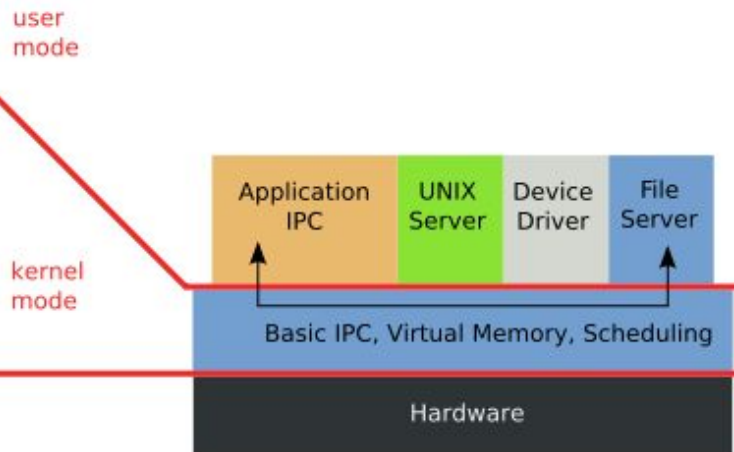 user
mode
Application
IPC
UNIX
Server
Device
Driver
File
Server
kernel
mode
Basic IPC, Virtual Memory, Scheduling
Hardware